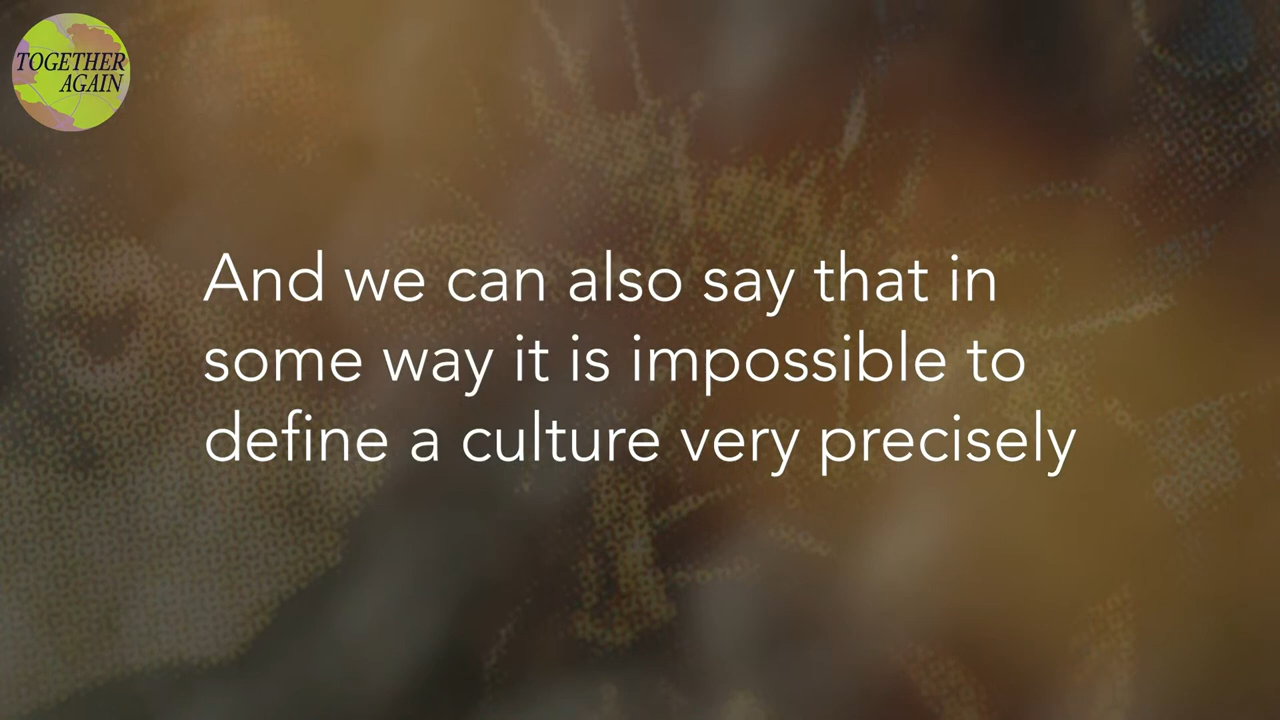 TOGETHER
AGAIN
And we can also say that in
some way it is impossible to
define a culture very precisely